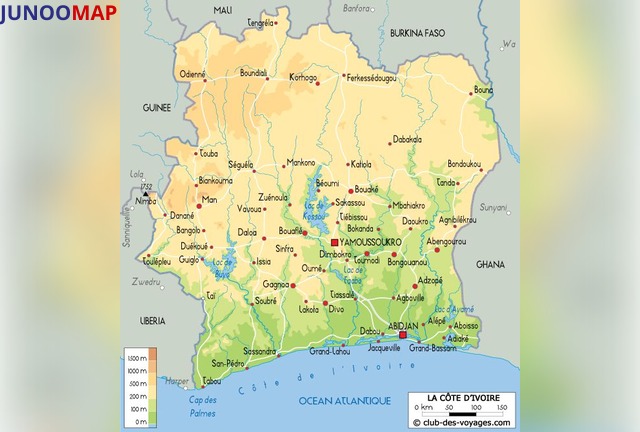 JUNOOMAP
MALI
Banfora
Tengréla
BURKINA FASO
Wa
Odienné
Boundiali
Korhogo
Ferkessédougou
Bouna
GUINEE
Dabakala
Touba
Séguéla
Mankono
Katiola
Bondoukou
Lola
1752
Nimba
Biankouma
Béoumi
Bouaké
Tanda
Man
Zuénoula
Lac de
Kossou
Sakassou
Mbahiakro
Sunyani
Danané
Vavoua
Tiébissou
Daoukro
Agnibilékrou
Sanniquellie
Bangolo
Daloa
Bouaflé
Bokanda
YAMOUSSOUKRO
Duékoué
Sinfra
Dimbokro
Abengourou
Toulépleu
Guiglo
Lac de
Buyo
Issia
Toumodi
Bongouanou
GHANA
Oumé
Lac de
Zwedru
Gagnoa
Adzopé
Taï
Soubré
Tiassalé
Agboville
Lakota
Divo
Lac d'Ayamé
LIBERIA
Dabou
ABIDJAN
Alépé
Aboisso
Adiaké
Sassandra
Grand-Lahou
Jacqueville
Grand-Bassam
San-Pédro
Harper
Tabou
Côte de l'Ivoire
Cap des
Palmes
OCEAN ATLANTIQUE
1500 m
1000 m
500 m
200 m
100 m
0 m
LA CÔTE D'IVOIRE
0 km 50 100 150
© club-des-voyages.com